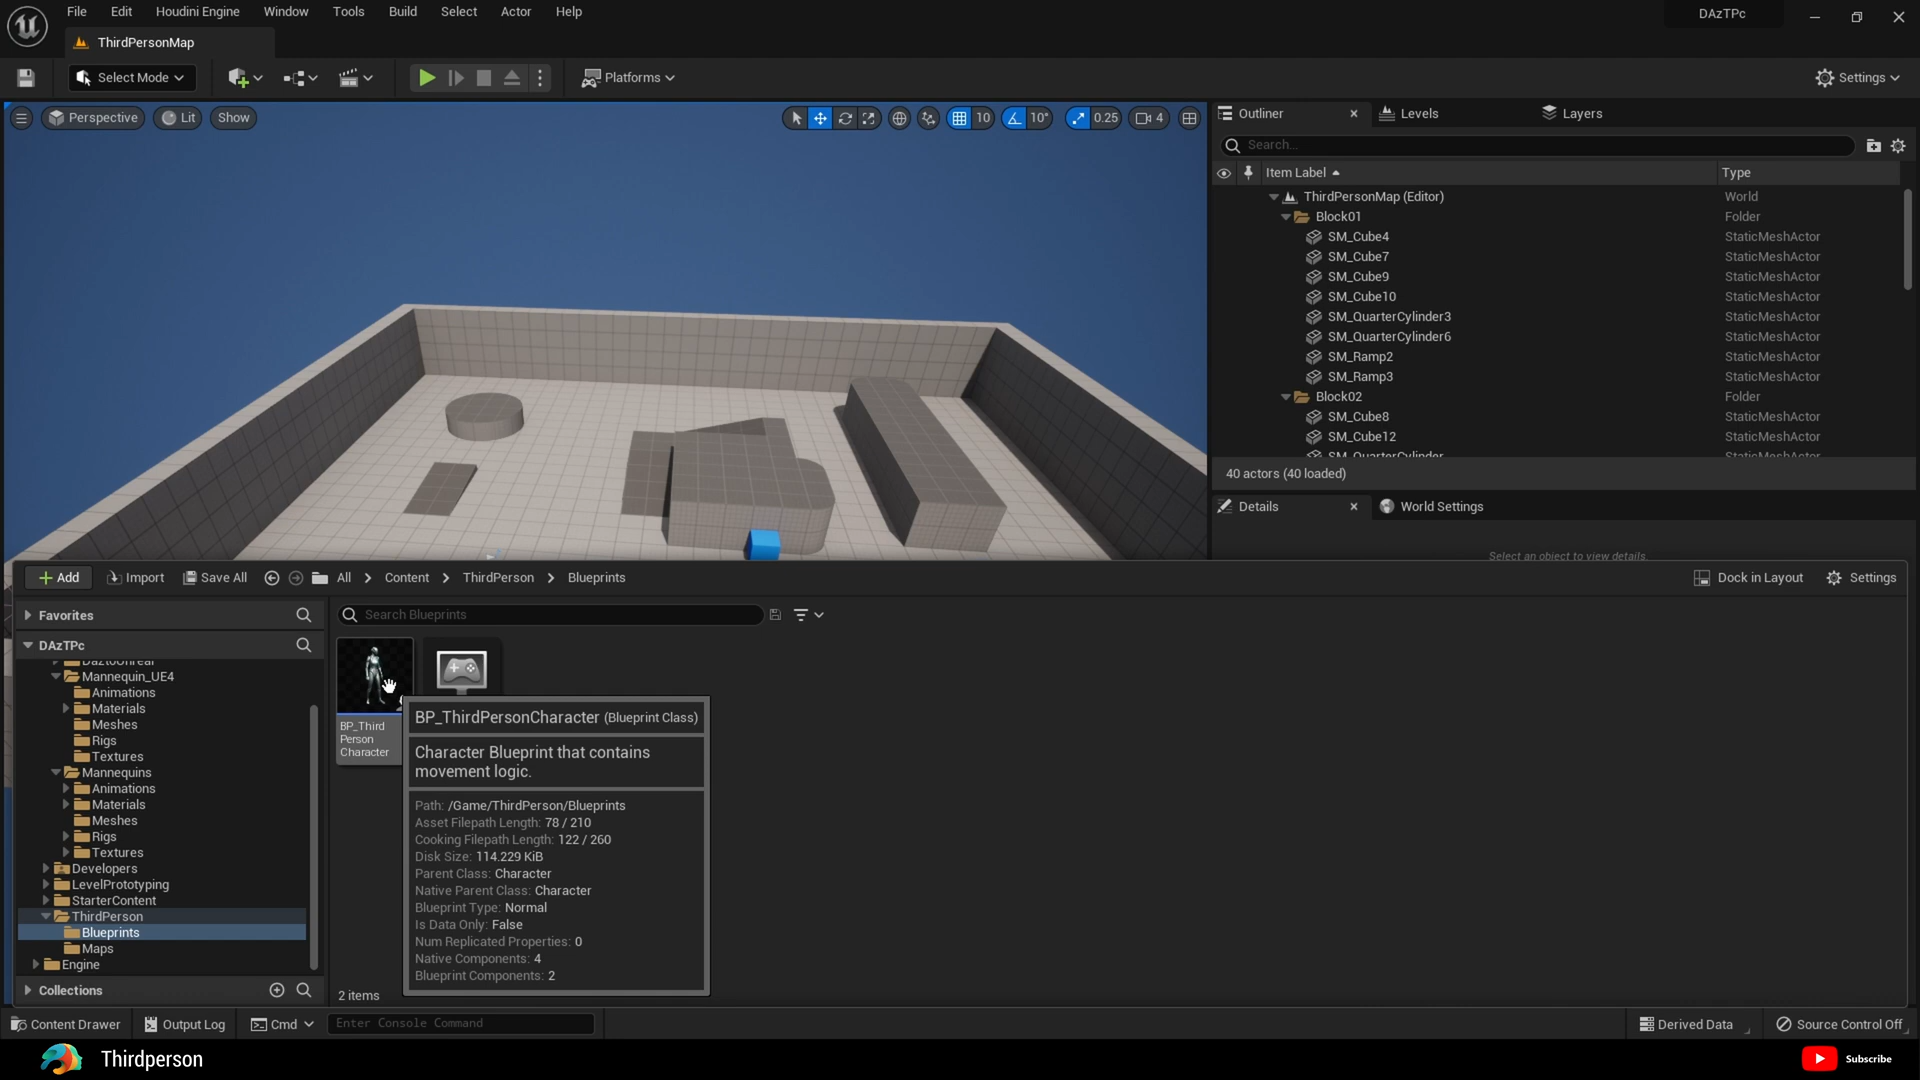 File Edit Houdini Engine Window Tools Build Select Actor Help
DAzTPc
ThirdPersonMap
Select Mode
Platforms
Settings
Perspective Lit Show
10 10° 0.25 4
Outliner Levels Layers
Search...
Item Label Type
ThirdPersonMap (Editor) World
Block01 Folder
SM_Cube4 StaticMeshActor
SM_Cube7 StaticMeshActor
SM_Cube9 StaticMeshActor
SM_Cube10 StaticMeshActor
SM_QuarterCylinder3 StaticMeshActor
SM_QuarterCylinder6 StaticMeshActor
SM_Ramp2 StaticMeshActor
SM_Ramp3 StaticMeshActor
Block02 Folder
SM_Cube8 StaticMeshActor
SM_Cube12 StaticMeshActor
SM_QuarterCylinder
40 actors (40 loaded)
Details World Settings
Select an object to view details.
Add Import Save All All Content ThirdPerson Blueprints Dock in Layout Settings
Favorites
Search Blueprints
DAzTPc
DazToUnreal
Mannequin_UE4
Animations
Materials
Meshes
Rigs
Textures
Mannequins
Animations
Materials
Meshes
Rigs
Textures
Developers
LevelPrototyping
StarterContent
ThirdPerson
Blueprints
Maps
Engine
Collections
BP_Third
Person
Character
BP_ThirdPersonCharacter (Blueprint Class)
Character Blueprint that contains
movement logic.
Path: /Game/ThirdPerson/Blueprints
Asset Filepath Length: 78 / 210
Cooking Filepath Length: 122 / 260
Disk Size: 114.229 KiB
Parent Class: Character
Native Parent Class: Character
Blueprint Type: Normal
Is Data Only: False
Num Replicated Properties: 0
Native Components: 4
Blueprint Components: 2
2 items
Content Drawer Output Log Cmd Enter Console Command Derived Data Source Control Off
Thirdperson
Subscribe